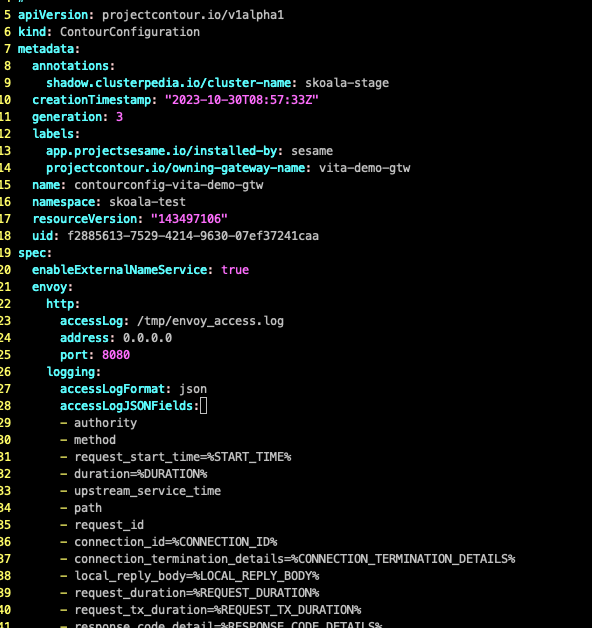 #
5 apiVersion: projectcontour.io/v1alpha1
6 kind: ContourConfiguration
7 metadata:
8 annotations:
9 shadow.clusterpedia.io/cluster-name: skoala-stage
10 creationTimestamp: "2023-10-30T08:57:33Z"
11 generation: 3
12 labels:
13 app.projectsesame.io/installed-by: sesame
14 projectcontour.io/owning-gateway-name: vita-demo-gtw
15 name: contourconfig-vita-demo-gtw
16 namespace: skoala-test
17 resourceVersion: "143497106"
18 uid: f2885613-7529-4214-9630-07ef37241caa
19 spec:
20 enableExternalNameService: true
21 envoy:
22 http:
23 accessLog: /tmp/envoy_access.log
24 address: 0.0.0.0
25 port: 8080
26 logging:
27 accessLogFormat: json
28 accessLogJSONFields:
29 - authority
30 - method
31 - request_start_time=%START_TIME%
32 - duration=%DURATION%
33 - upstream_service_time
34 - path
35 - request_id
36 - connection_id=%CONNECTION_ID%
37 - connection_termination_details=%CONNECTION_TERMINATION_DETAILS%
38 - local_reply_body=%LOCAL_REPLY_BODY%
39 - request_duration=%REQUEST_DURATION%
40 - request_tx_duration=%REQUEST_TX_DURATION%
41 - response_code_detail=%RESPONSE_CODE_DETAILS%